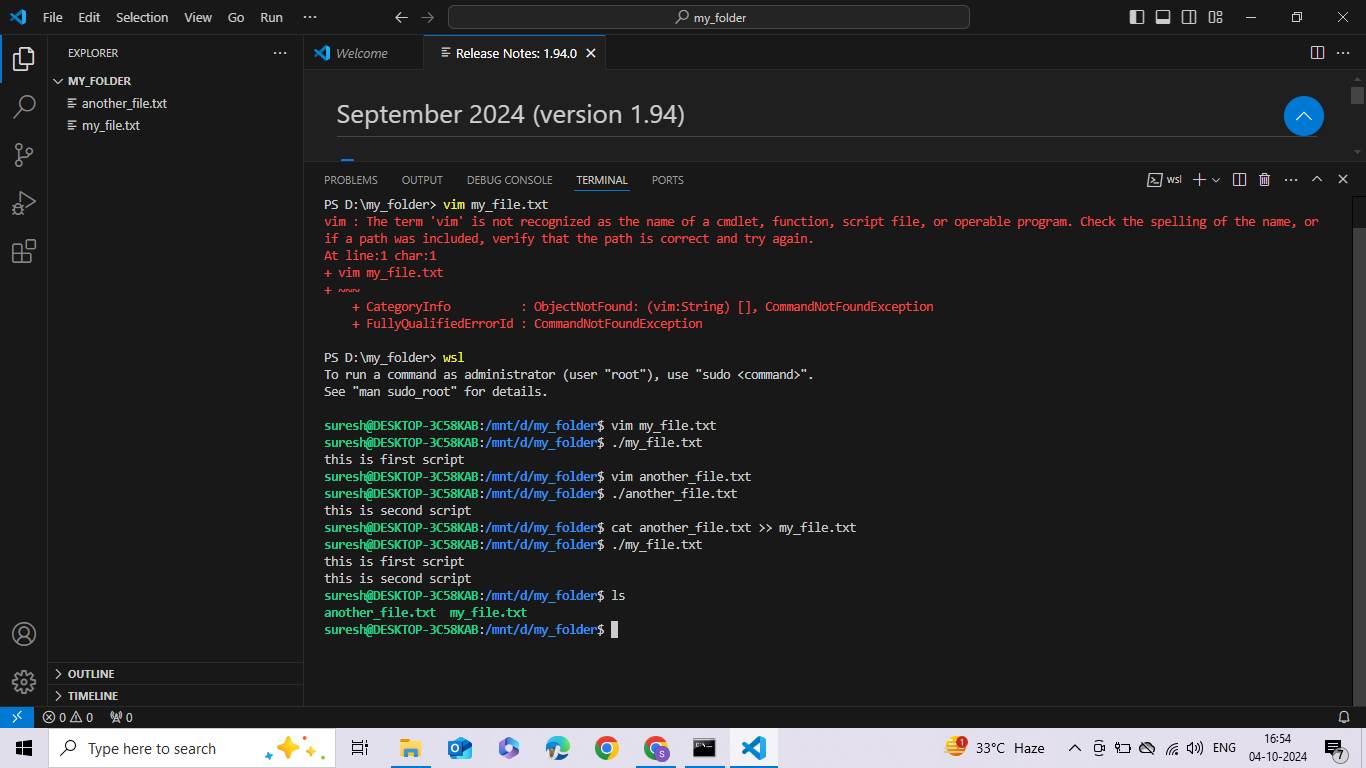 File Edit Selection View Go Run ··· my_folder
EXPLORER ···
MY_FOLDER
another_file.txt
my_file.txt
OUTLINE
TIMELINE
Welcome
Release Notes: 1.94.0
September 2024 (version 1.94)
PROBLEMS OUTPUT DEBUG CONSOLE TERMINAL PORTS wsl
PS D:\my_folder> vim my_file.txt
vim : The term 'vim' is not recognized as the name of a cmdlet, function, script file, or operable program. Check the spelling of the name, or
if a path was included, verify that the path is correct and try again.
At line:1 char:1
+ vim my_file.txt
+ ~~~
    + CategoryInfo          : ObjectNotFound: (vim:String) [], CommandNotFoundException
    + FullyQualifiedErrorId : CommandNotFoundException
PS D:\my_folder> wsl
To run a command as administrator (user "root"), use "sudo <command>".
See "man sudo_root" for details.
suresh@DESKTOP-3C58KAB:/mnt/d/my_folder$ vim my_file.txt
suresh@DESKTOP-3C58KAB:/mnt/d/my_folder$ ./my_file.txt
this is first script
suresh@DESKTOP-3C58KAB:/mnt/d/my_folder$ vim another_file.txt
suresh@DESKTOP-3C58KAB:/mnt/d/my_folder$ ./another_file.txt
this is second script
suresh@DESKTOP-3C58KAB:/mnt/d/my_folder$ cat another_file.txt >> my_file.txt
suresh@DESKTOP-3C58KAB:/mnt/d/my_folder$ ./my_file.txt
this is first script
this is second script
suresh@DESKTOP-3C58KAB:/mnt/d/my_folder$ ls
another_file.txt  my_file.txt
suresh@DESKTOP-3C58KAB:/mnt/d/my_folder$
0 0 0
Type here to search
1
33°C Haze
ENG
16:54
04-10-2024
7